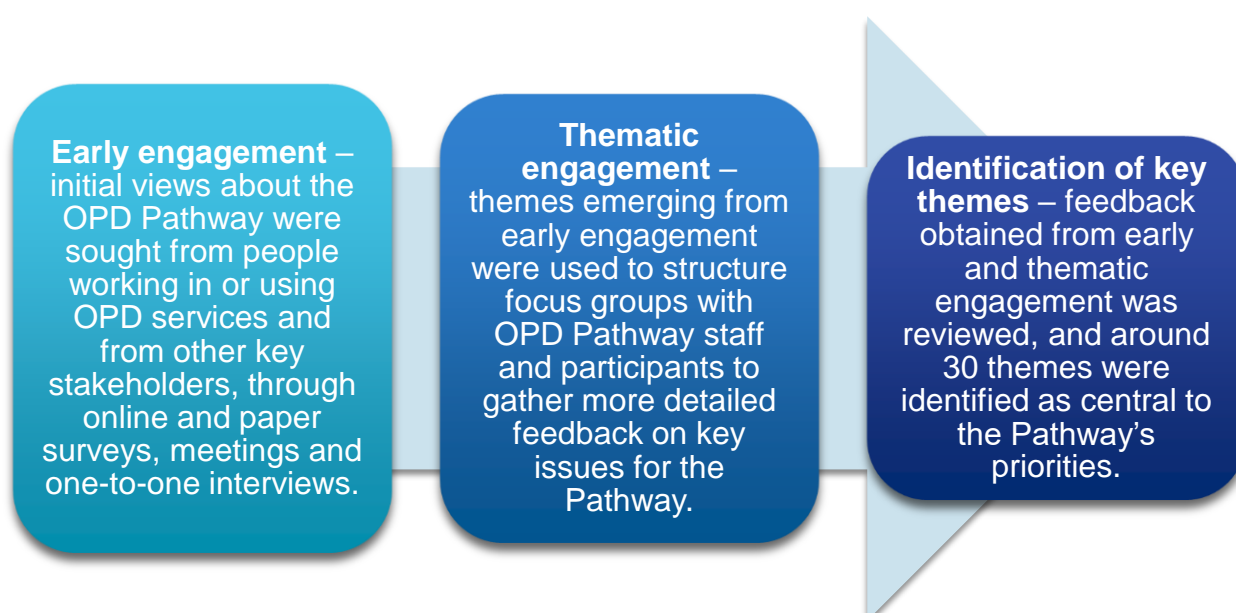 Early engagement –
initial views about the
OPD Pathway were
sought from people
working in or using
OPD services and
from other key
stakeholders, through
online and paper
surveys, meetings and
one-to-one interviews.
Thematic
engagement –
themes emerging from
early engagement
were used to structure
focus groups with
OPD Pathway staff
and participants to
gather more detailed
feedback on key
issues for the
Pathway.
Identification of key
themes – feedback
obtained from early
and thematic
engagement was
reviewed, and around
30 themes were
identified as central to
the Pathway’s
priorities.